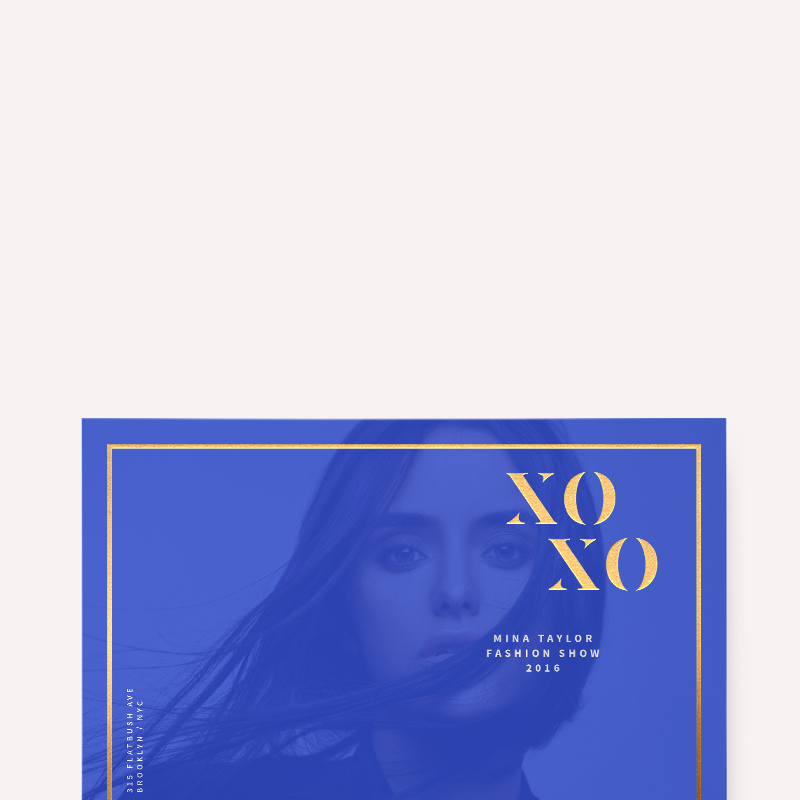 XO
XO
MINA TAYLOR
FASHION SHOW
2016
315 FLATBUSH AVE
BROOKLYN / NYC